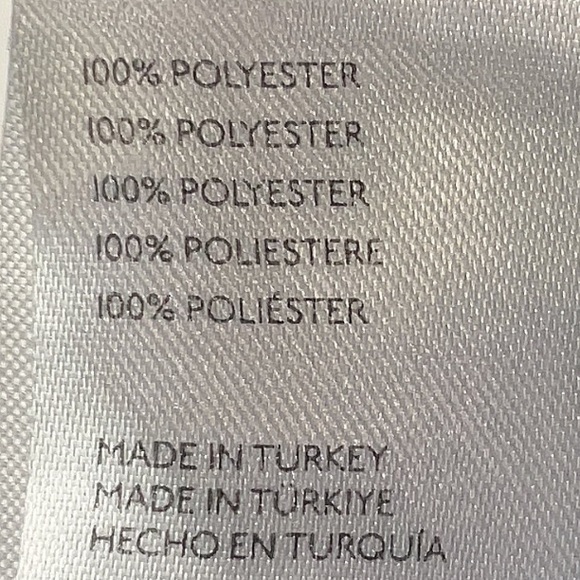 100% POLYESTER
100% POLYESTER
100% POLYESTER
100% POLIESTERE
100% POLIÉSTER
MADE IN TURKEY
MADE IN TÜRKIYE
HECHO EN TURQUÍA